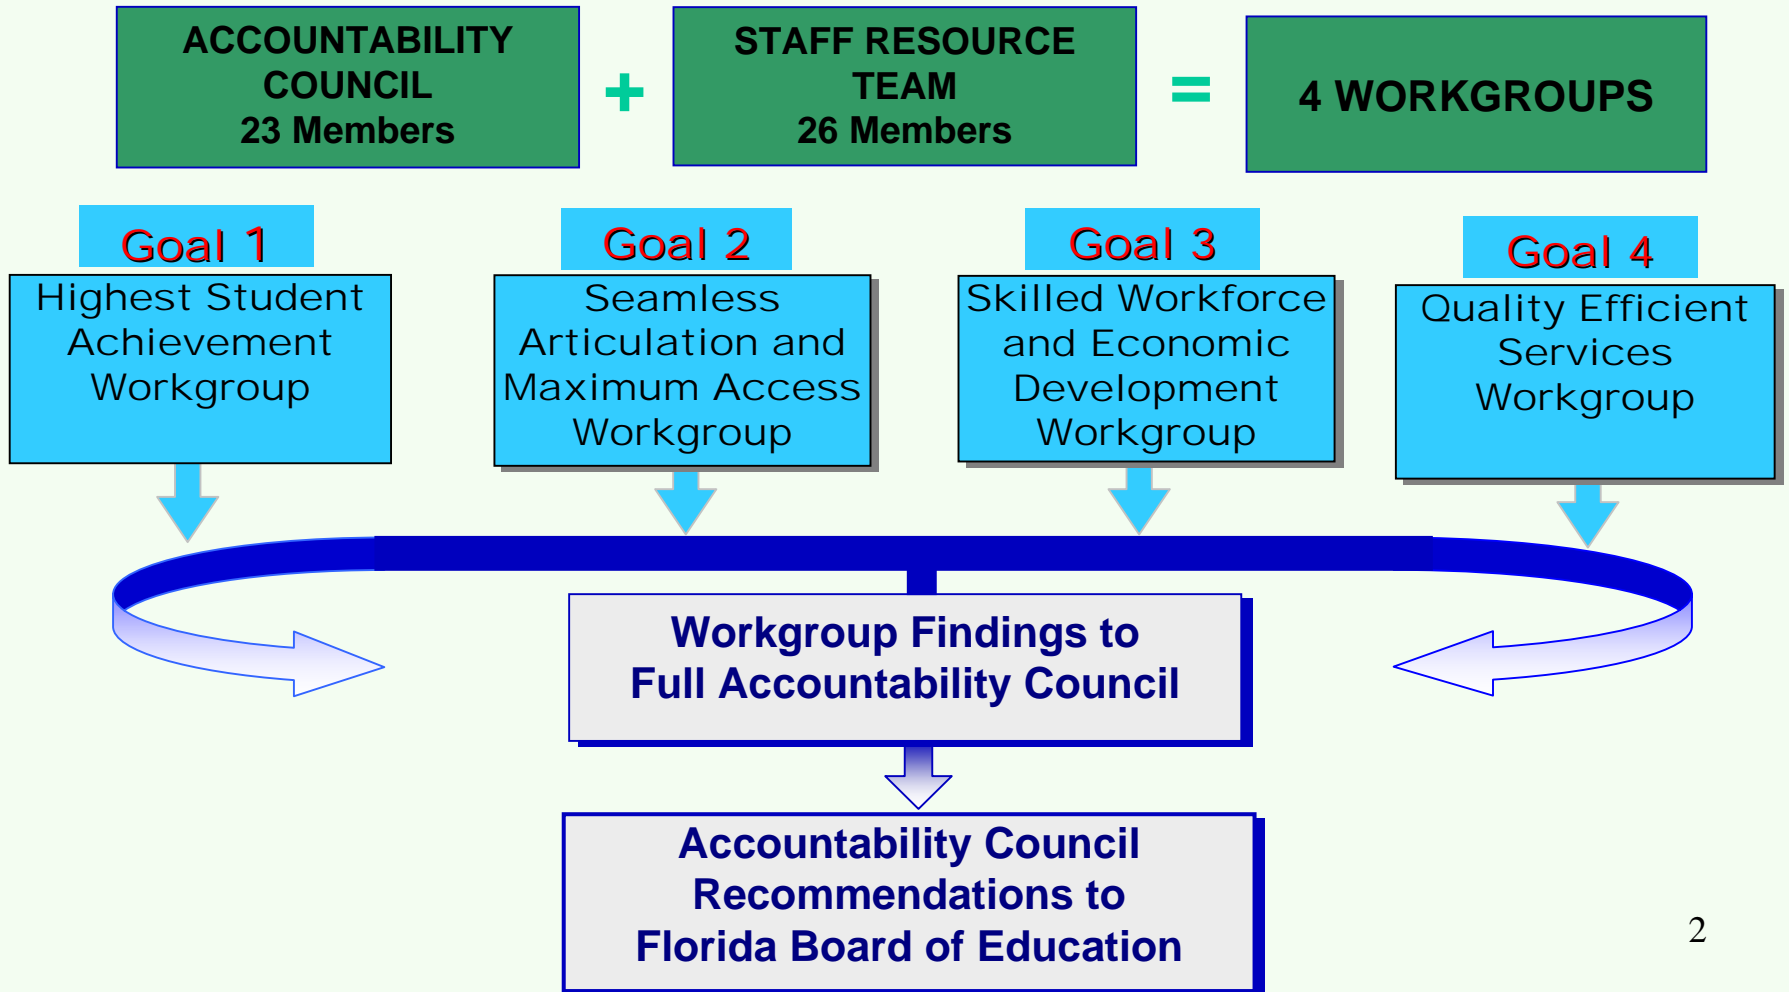 ACCOUNTABILITY
COUNCIL
23 Members
+
STAFF RESOURCE
TEAM
26 Members
=
4 WORKGROUPS
Goal 1
Highest Student
Achievement
Workgroup
Goal 2
Seamless
Articulation and
Maximum Access
Workgroup
Goal 3
Skilled Workforce
and Economic
Development
Workgroup
Goal 4
Quality Efficient
Services
Workgroup
Workgroup Findings to
Full Accountability Council
Accountability Council
Recommendations to
Florida Board of Education
2